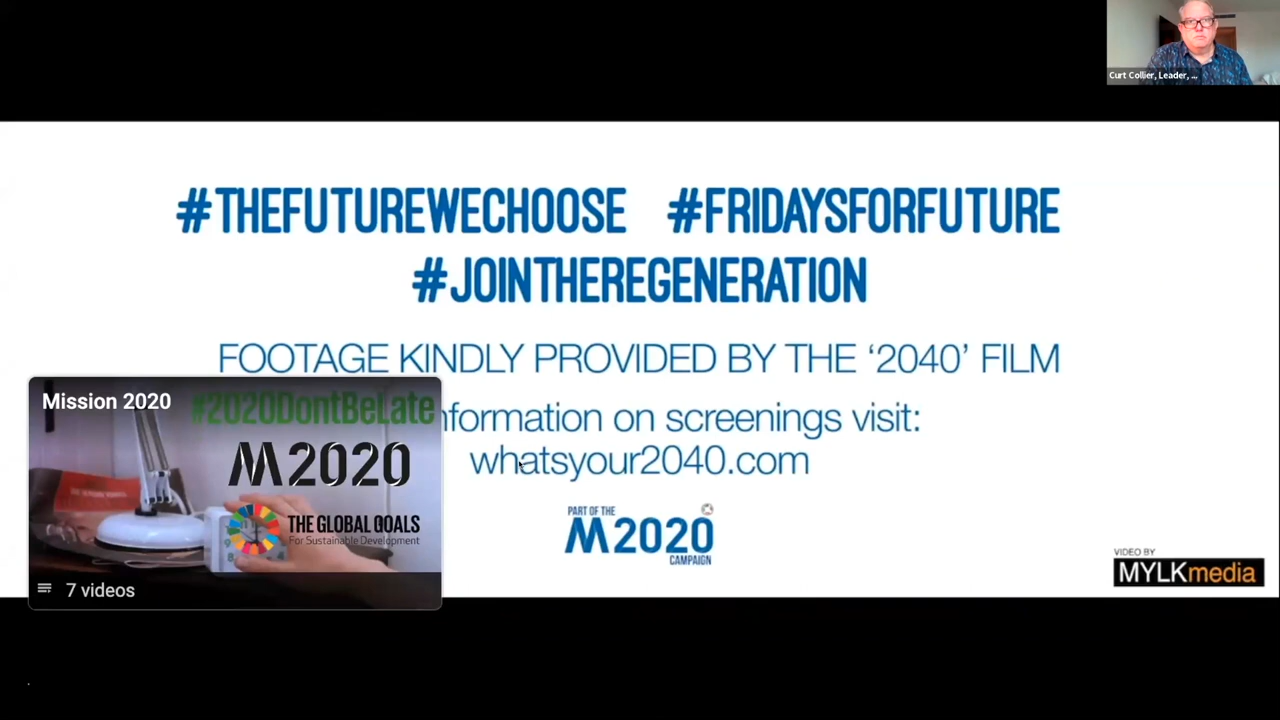 Curt Collier, Leader, ...
#THEFUTUREWECHOOSE #FRIDAYSFORFUTURE
#JOINTHEREGENERATION
FOOTAGE KINDLY PROVIDED BY THE ‘2040’ FILM
information on screenings visit:
whatsyour2040.com
PART OF THE
M2020
CAMPAIGN
VIDEO BY
MYLKmedia
Mission 2020
#2020DontBeLate
M2020
THE GLOBAL GOALS
For Sustainable Development
7 videos